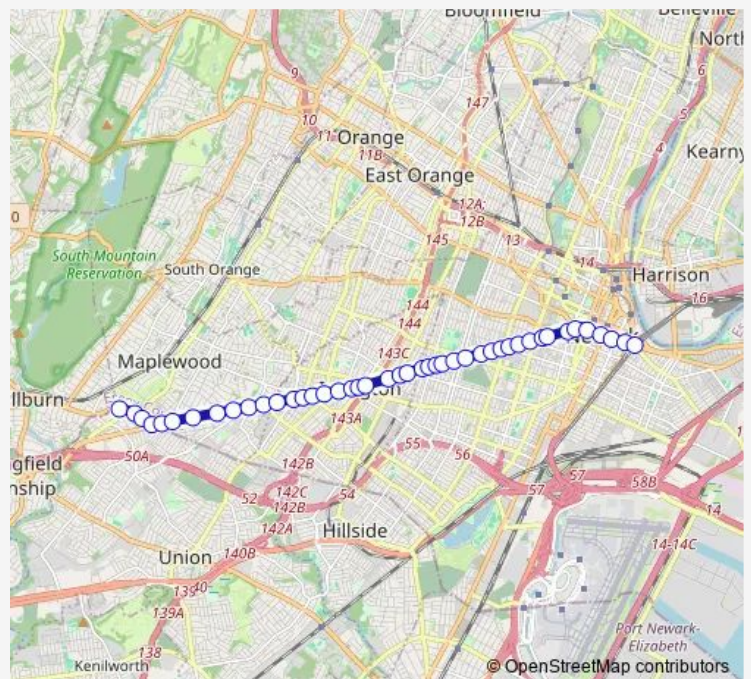 Bloomfield
Belleville
North
9
6
147
5
10
11
Orange
11B
4
Kearny
East Orange
12A
12B
0
145
13
South Mountain
Reservation
South Orange
14
Harrison
16
144
144
143C
Maplewood
llburn
143A
55
50A
56
gfield
nship
142B
57
58B
52
142C
54
57
142B
14
142A
Hillside
14-14C
Union
140B
139
40
139A
Port Newark-
Elizabeth
138
Kenilworth
© OpenStreetMap contributors